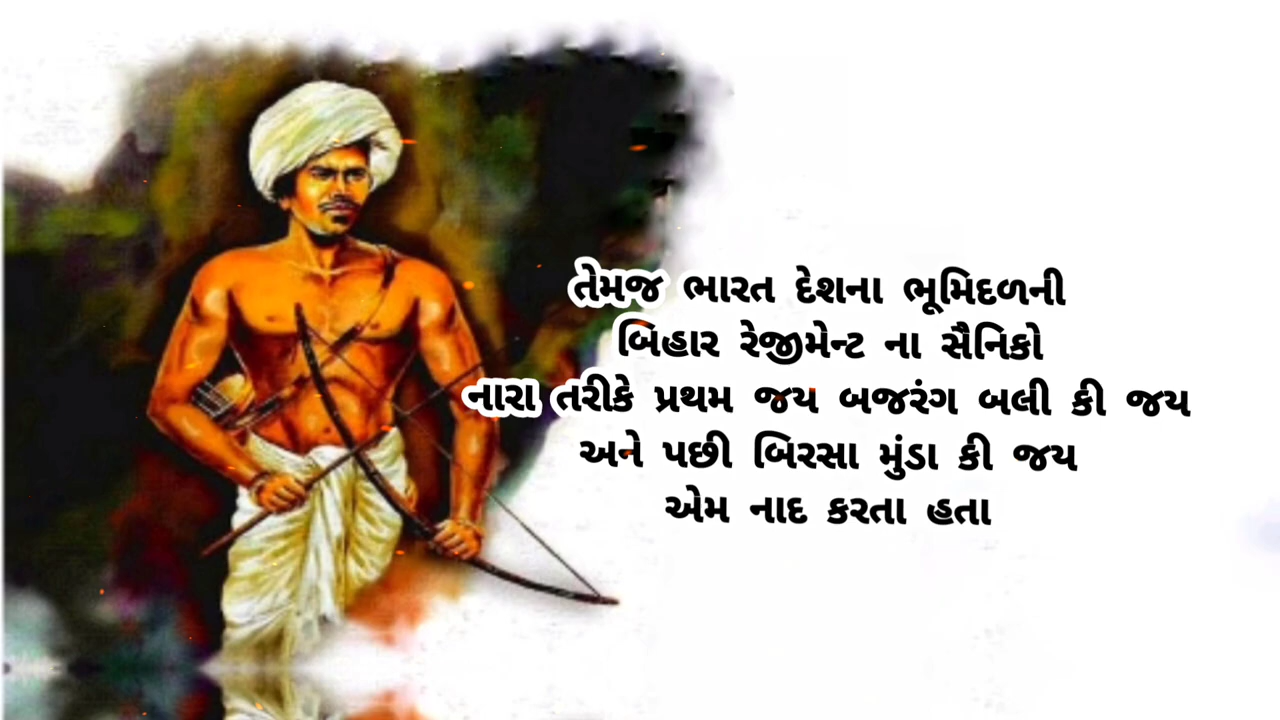 તેમજ ભારત દેશના ભૂમિદળની
બિહાર રેજીમેન્ટ ના સૈનિકો
નારા તરીકે પ્રથમ જય બજરંગ બલી કી જય
અને પછી બિરસા મુંડા કી જય
એમ નાદ કરતા હતા